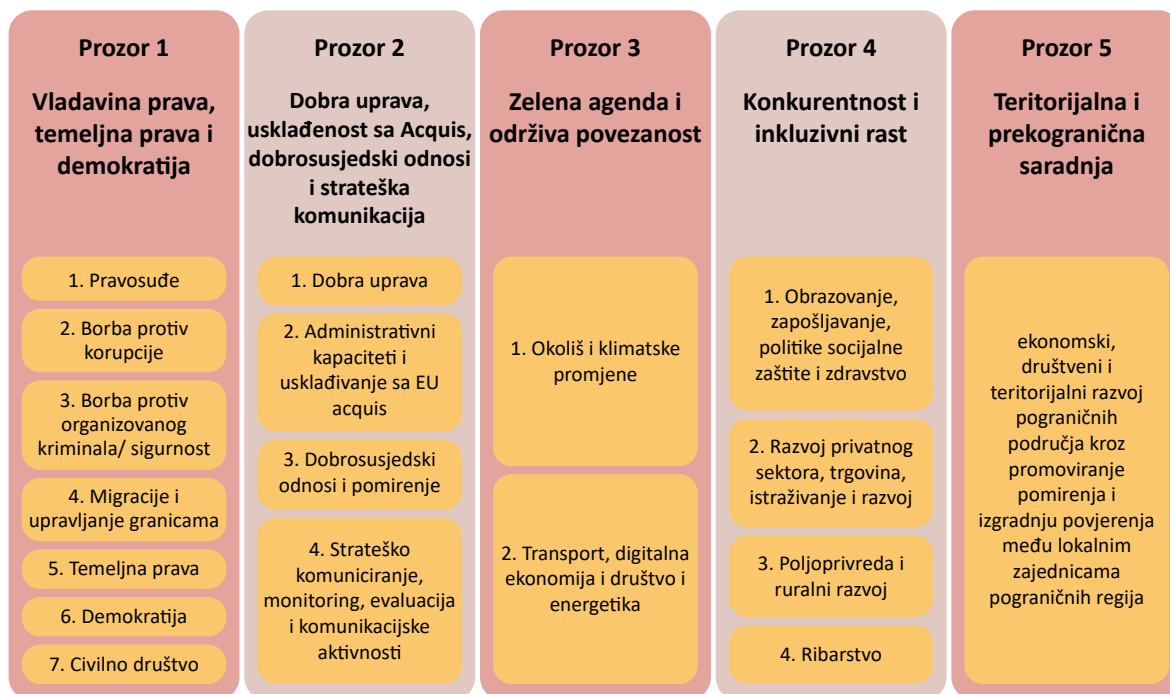 Prozor 1
Vladavina prava,
temeljna prava i
demokratija
1. Pravosuđe
2. Borba protiv
korupcije
3. Borba protiv
organizovanog
kriminala/ sigurnost
4. Migracije i
upravljanje granicama
5. Temeljna prava
6. Demokratija
7. Civilno društvo
Prozor 2
Dobra uprava,
usklađenost sa Acquis,
dobrosusjedski odnosi
i strateška
komunikacija
1. Dobra uprava
2. Administrativni
kapaciteti i
usklađivanje sa EU
acquis
3. Dobrosusjedski
odnosi i pomirenje
4. Strateško
komuniciranje,
monitoring, evaluacija
i komunikacijske
aktivnosti
Prozor 3
Zelena agenda i
održiva povezanost
1. Okoliš i klimatske
promjene
2. Transport, digitalna
ekonomija i društvo i
energetika
Prozor 4
Konkurentnost i
inkluzivni rast
1. Obrazovanje,
zapošljavanje,
politike socijalne
zaštite i zdravstvo
2. Razvoj privatnog
sektora, trgovina,
istraživanje i razvoj
3. Poljoprivreda i
ruralni razvoj
4. Ribarstvo
Prozor 5
Teritorijalna i
prekogranična
saradnja
ekonomski,
društveni i
teritorijalni razvoj
pograničnih
područja kroz
promoviranje
pomirenja i
izgradnju povjerenja
među lokalnim
zajednicama
pograničnih regija